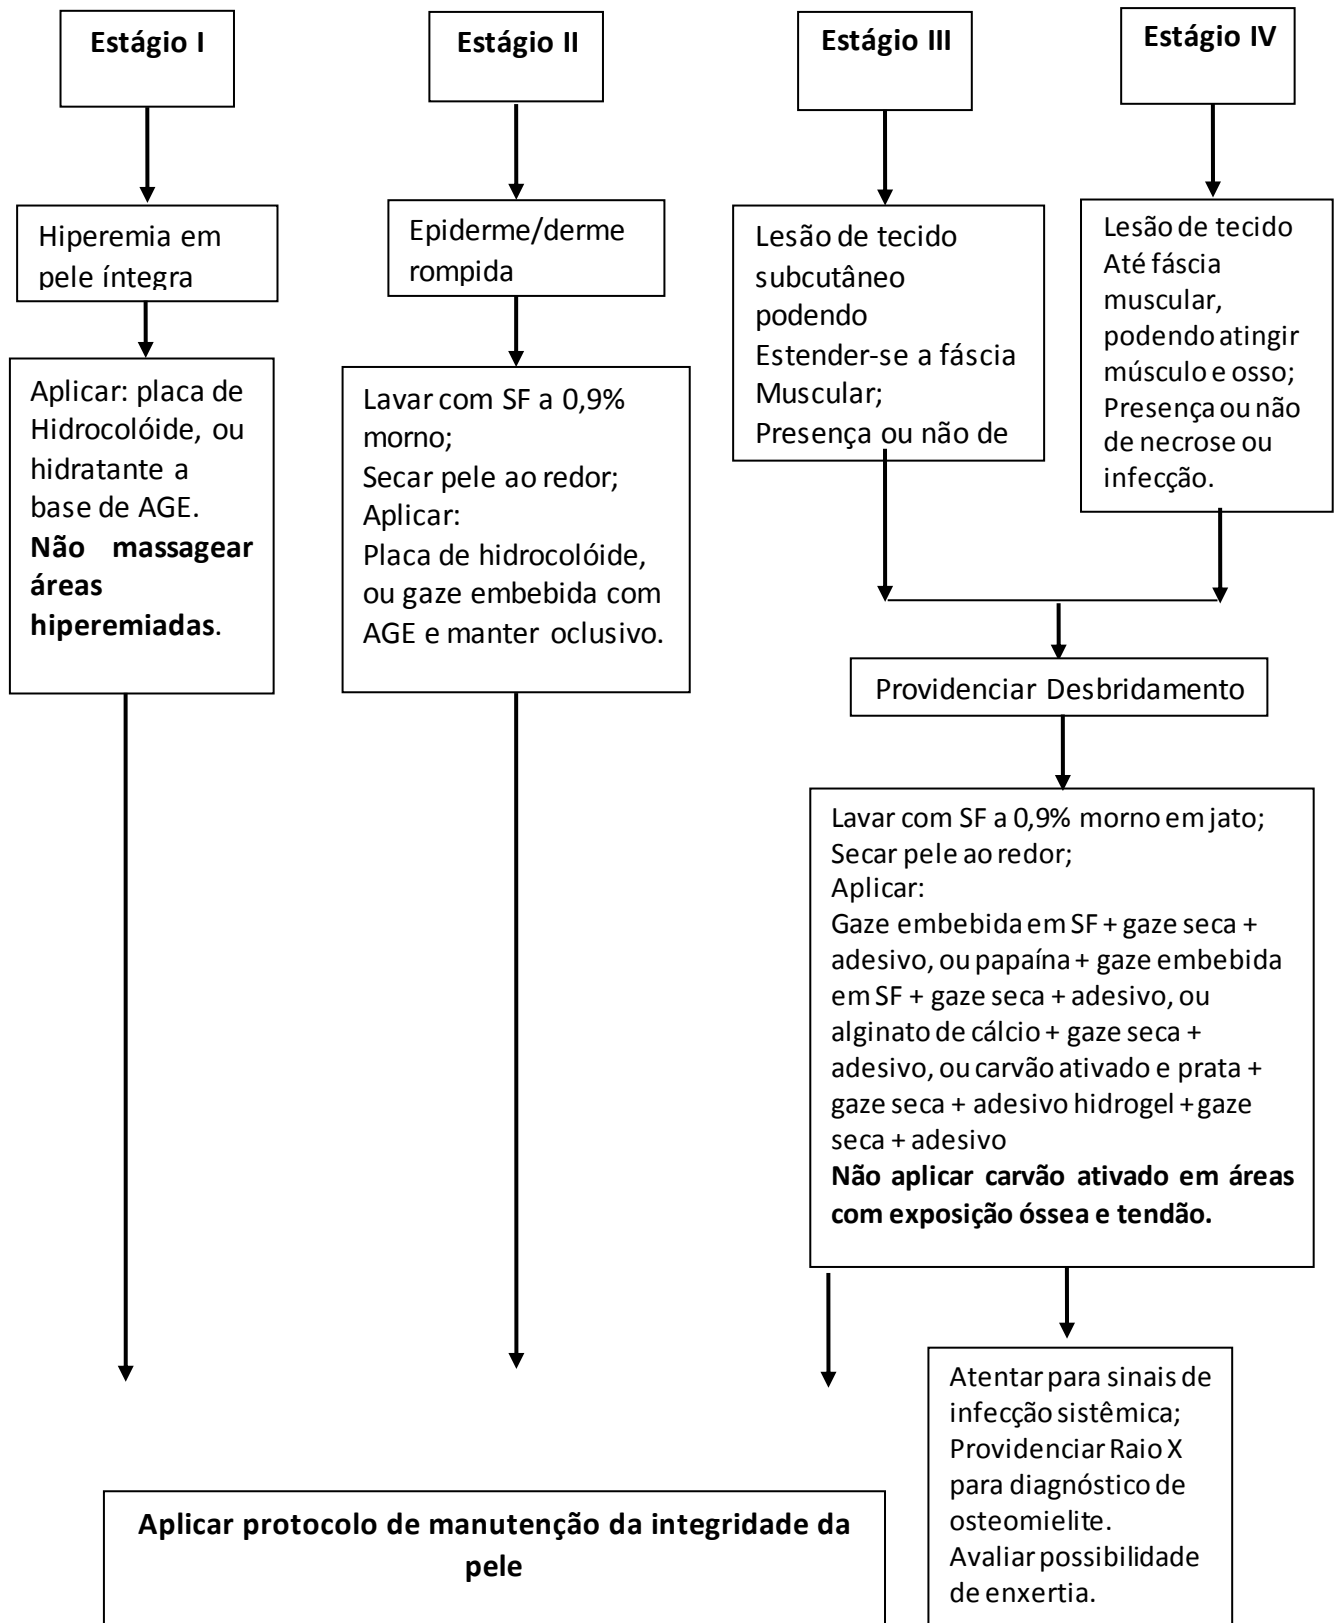 Estágio I
Estágio II
Estágio III
Estágio IV
Hiperemia em
pele íntegra
Epiderme/derme
rompida
Lesão de tecido
subcutâneo
podendo
Estender-se a fáscia
Muscular;
Presença ou não de
Lesão de tecido
Até fáscia
muscular,
podendo atingir
músculo e osso;
Presença ou não
de necrose ou
infecção.
Aplicar: placa de
Hidrocolóide, ou
hidratante a
base de AGE.
Não massagear
áreas
hiperemiadas.
Lavar com SF a 0,9%
morno;
Secar pele ao redor;
Aplicar:
Placa de hidrocolóide,
ou gaze embebida com
AGE e manter oclusivo.
Providenciar Desbridamento
Lavar com SF a 0,9% morno em jato;
Secar pele ao redor;
Aplicar:
Gaze embebida em SF + gaze seca +
adesivo, ou papaína + gaze embebida
em SF + gaze seca + adesivo, ou
alginato de cálcio + gaze seca +
adesivo, ou carvão ativado e prata +
gaze seca + adesivo hidrogel + gaze
seca + adesivo
Não aplicar carvão ativado em áreas
com exposição óssea e tendão.
Atentar para sinais de
infecção sistêmica;
Providenciar Raio X
para diagnóstico de
osteomielite.
Avaliar possibilidade
de enxertia.
Aplicar protocolo de manutenção da integridade da
pele